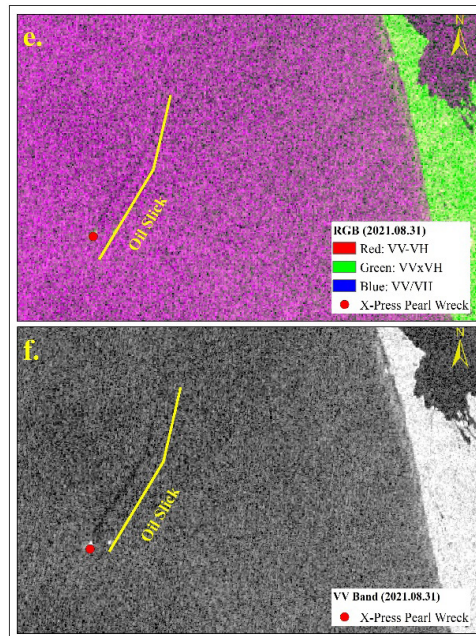 e.
N
Oil Slick
RGB (2021.08.31)
Red: VV-VH
Green: VVxVH
Blue: VV/VH
X-Press Pearl Wreck
f.
N
Oil Slick
VV Band (2021.08.31)
X-Press Pearl Wreck